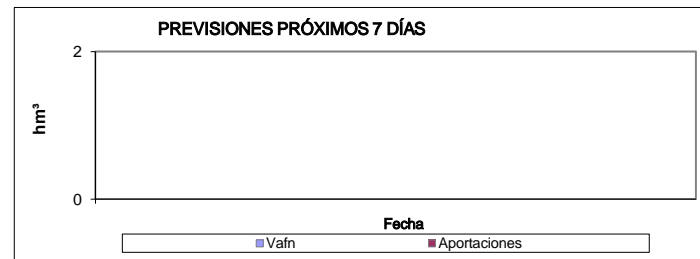 PREVISIONES PRÓXIMOS 7 DÍAS
2
hm³
0
Fecha
Vafn Aportaciones